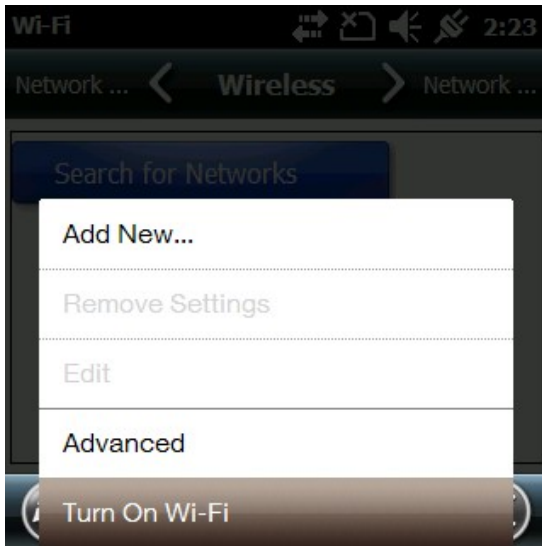 Wi-Fi 2:23
Network ... Wireless Network ...
Search for Networks
Add New...
Remove Settings
Edit
Advanced
Turn On Wi-Fi